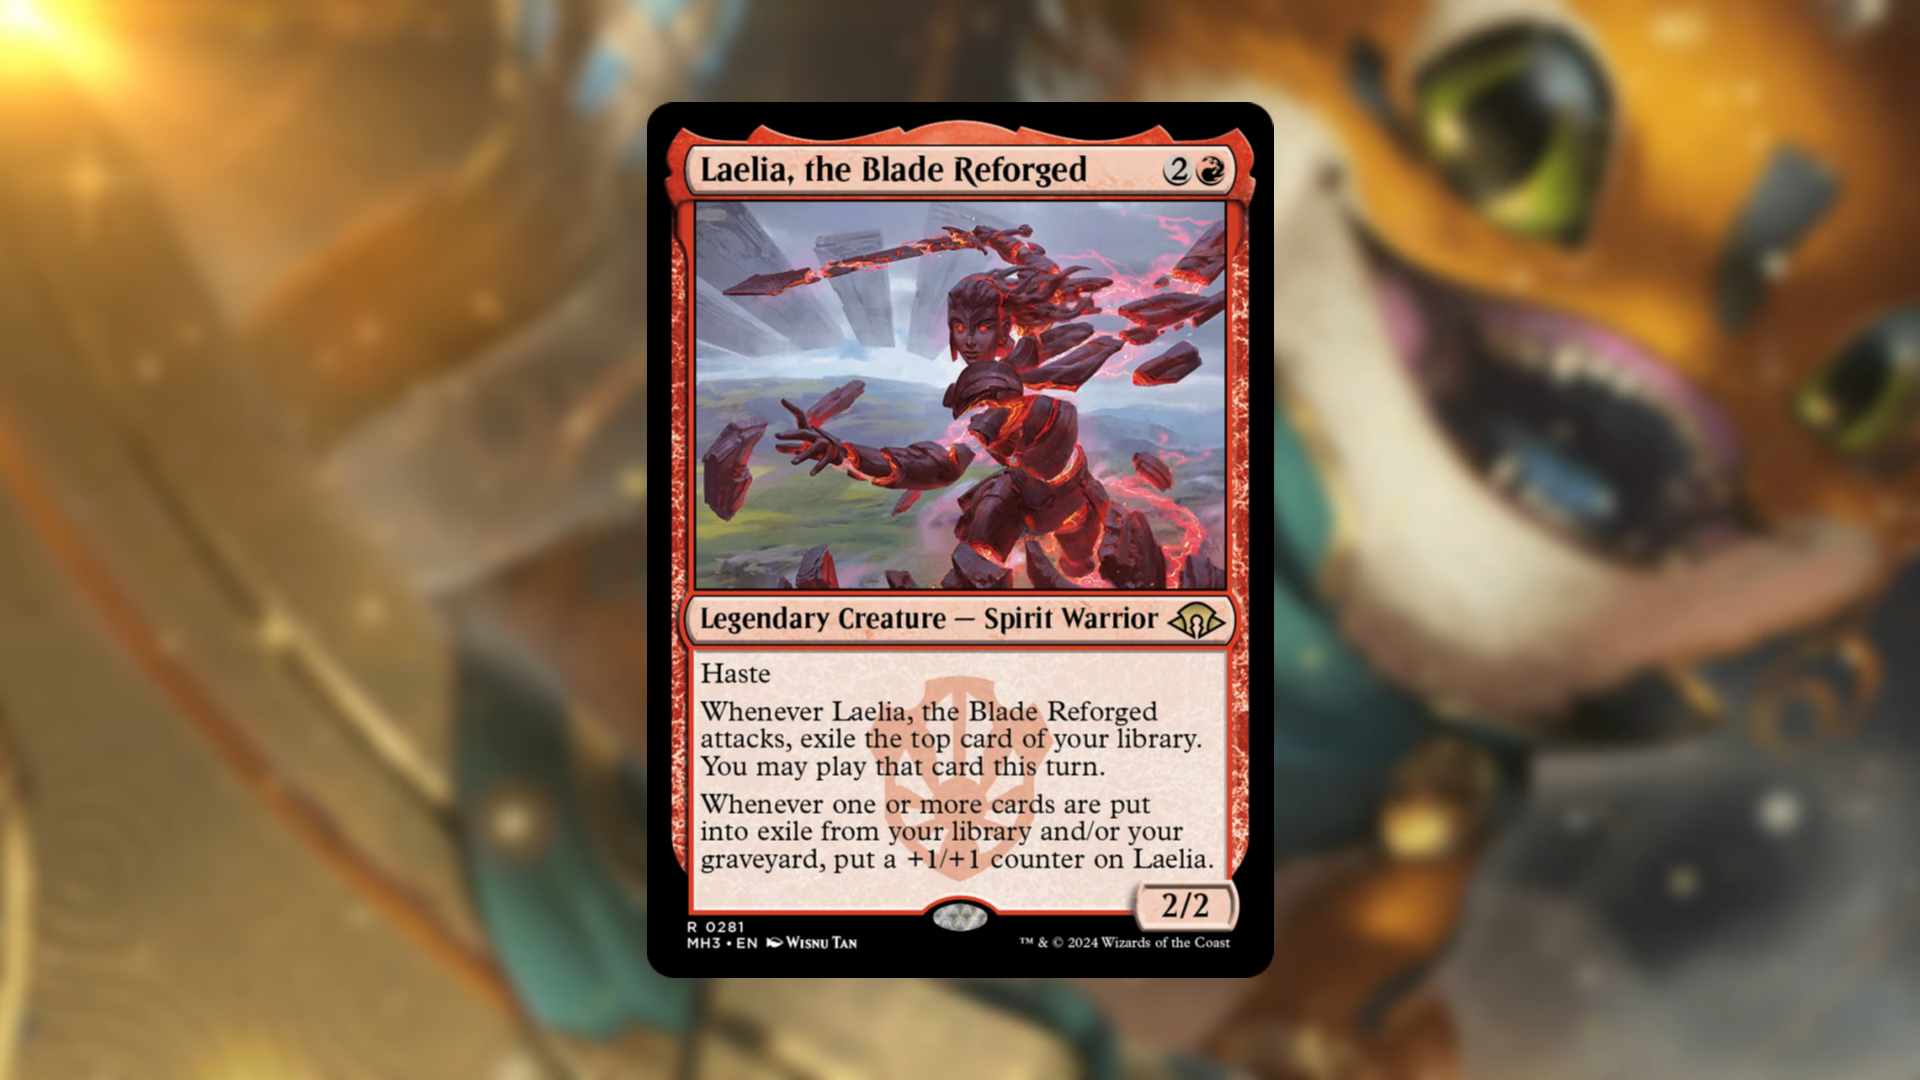 Laelia, the Blade Reforged 2
Legendary Creature — Spirit Warrior
Haste
Whenever Laelia, the Blade Reforged
attacks, exile the top card of your library.
You may play that card this turn.
Whenever one or more cards are put
into exile from your library and/or your
graveyard, put a +1/+1 counter on Laelia.
2/2
R 0281
MH3 • EN Wisnu Tan
™ & © 2024 Wizards of the Coast